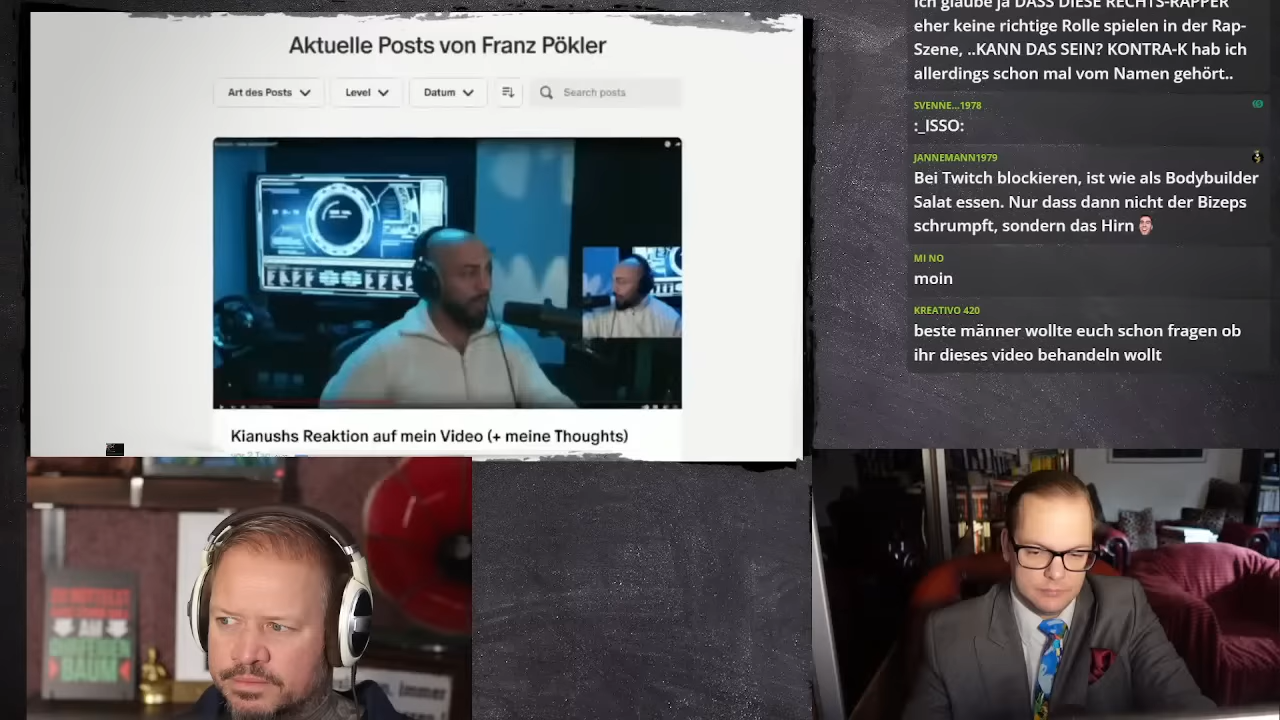 Aktuelle Posts von Franz Pökler
Art des Posts
Level
Datum
Search posts
Kianushs Reaktion auf mein Video (+ meine Thoughts)
Ich glaube ja DASS DIESE RECHTS-RAPPER
eher keine richtige Rolle spielen in der Rap-
Szene, ..KANN DAS SEIN? KONTRA-K hab ich
allerdings schon mal vom Namen gehört..
SVENNE...1978
:_ISSO:
JANNEMANN1979
Bei Twitch blockieren, ist wie als Bodybuilder
Salat essen. Nur dass dann nicht der Bizeps
schrumpft, sondern das Hirn
MI NO
moin
KREATIVO 420
beste männer wollte euch schon fragen ob
ihr dieses video behandeln wollt
AM
BAUM
immer